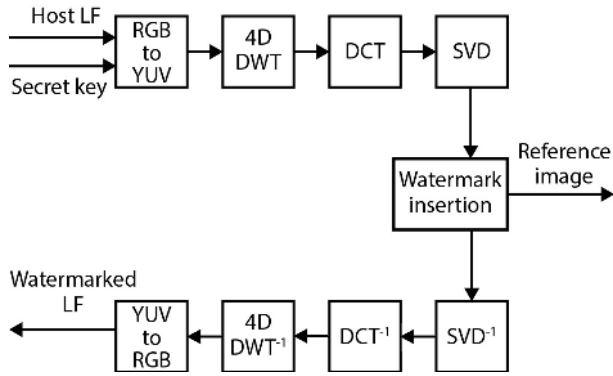 Host LF
Secret key
RGB
to
YUV
4D
DWT
DCT
SVD
Watermark
insertion
Reference
image
Watermarked
LF
YUV
to
RGB
4D
DWT⁻¹
DCT⁻¹
SVD⁻¹